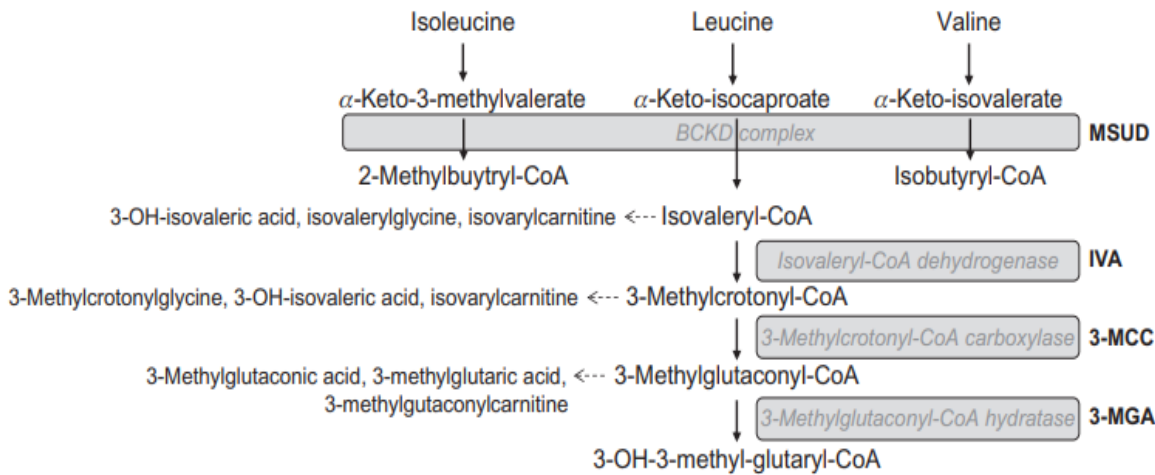 Isoleucine Leucine Valine
α-Keto-3-methylvalerate α-Keto-isocaproate α-Keto-isovalerate
BCKD complex MSUD
2-Methylbuytryl-CoA Isobutyryl-CoA
3-OH-isovaleric acid, isovalerylglycine, isovarylcarnitine Isovaleryl-CoA
Isovaleryl-CoA dehydrogenase IVA
3-Methylcrotonylglycine, 3-OH-isovaleric acid, isovarylcarnitine 3-Methylcrotonyl-CoA
3-Methylcrotonyl-CoA carboxylase 3-MCC
3-Methylglutaconic acid, 3-methylglutaric acid, 3-Methylglutaconyl-CoA
3-methylgutaconylcarnitine
3-Methylglutaconyl-CoA hydratase 3-MGA
3-OH-3-methyl-glutaryl-CoA